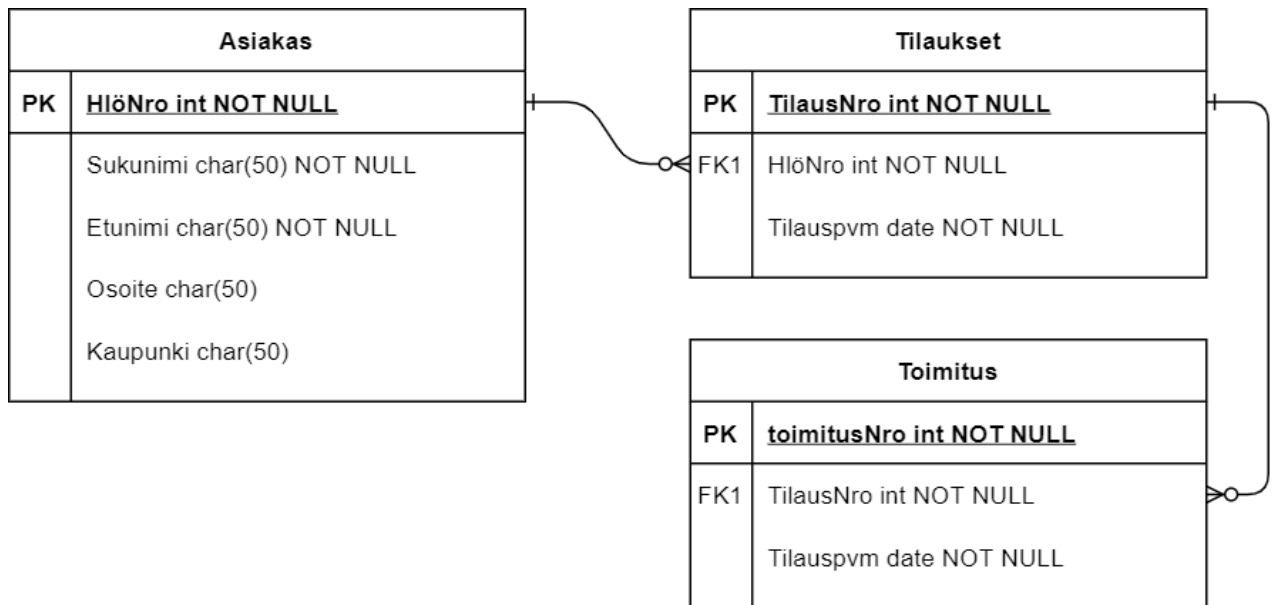 Asiakas
PK HlöNro int NOT NULL
Sukunimi char(50) NOT NULL
Etunimi char(50) NOT NULL
Osoite char(50)
Kaupunki char(50)
Tilaukset
PK TilausNro int NOT NULL
FK1 HlöNro int NOT NULL
Tilauspvm date NOT NULL
Toimitus
PK toimitusNro int NOT NULL
FK1 TilausNro int NOT NULL
Tilauspvm date NOT NULL